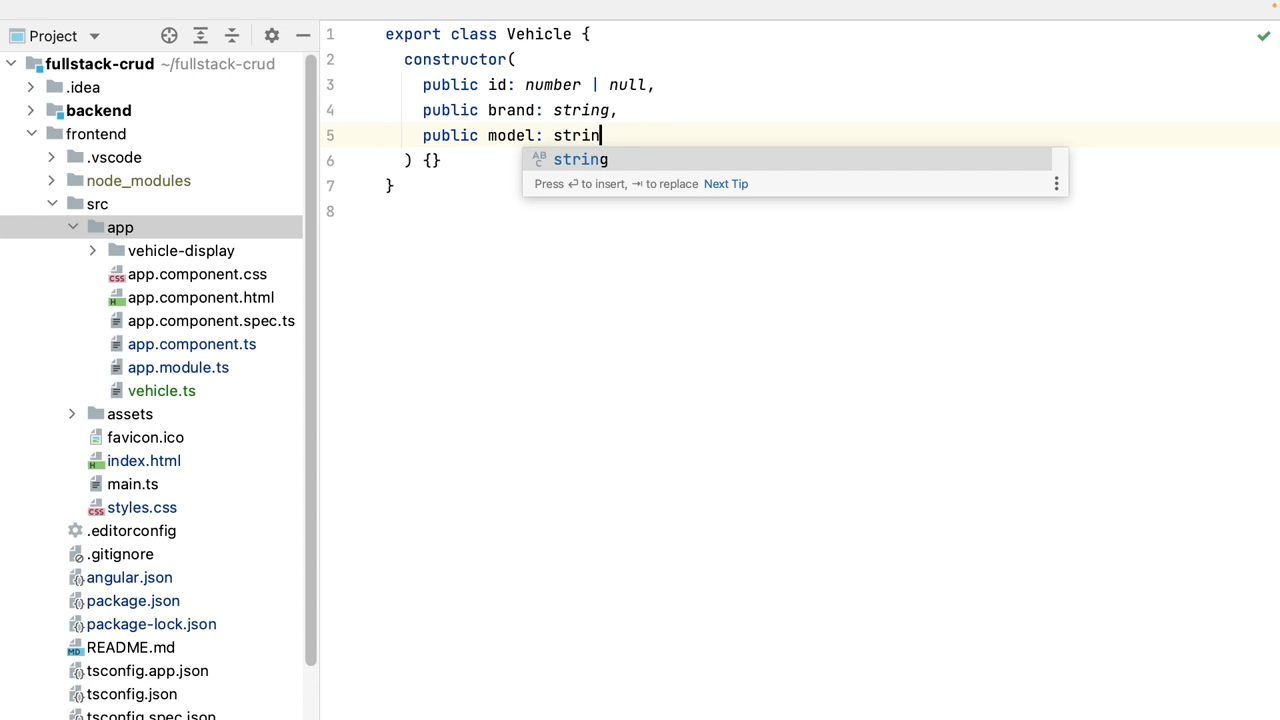 Project
fullstack-crud ~/fullstack-crud
.idea
backend
frontend
.vscode
node_modules
src
app
vehicle-display
app.component.css
app.component.html
app.component.spec.ts
app.component.ts
app.module.ts
vehicle.ts
assets
favicon.ico
index.html
main.ts
styles.css
.editorconfig
.gitignore
angular.json
package.json
package-lock.json
README.md
tsconfig.app.json
tsconfig.json
tsconfig.spec.json
1 export class Vehicle {
2 constructor(
3 public id: number | null,
4 public brand: string,
5 public model: strin
6 ) {}
7 }
8
string
Press ⏎ to insert, ⇥ to replace Next Tip